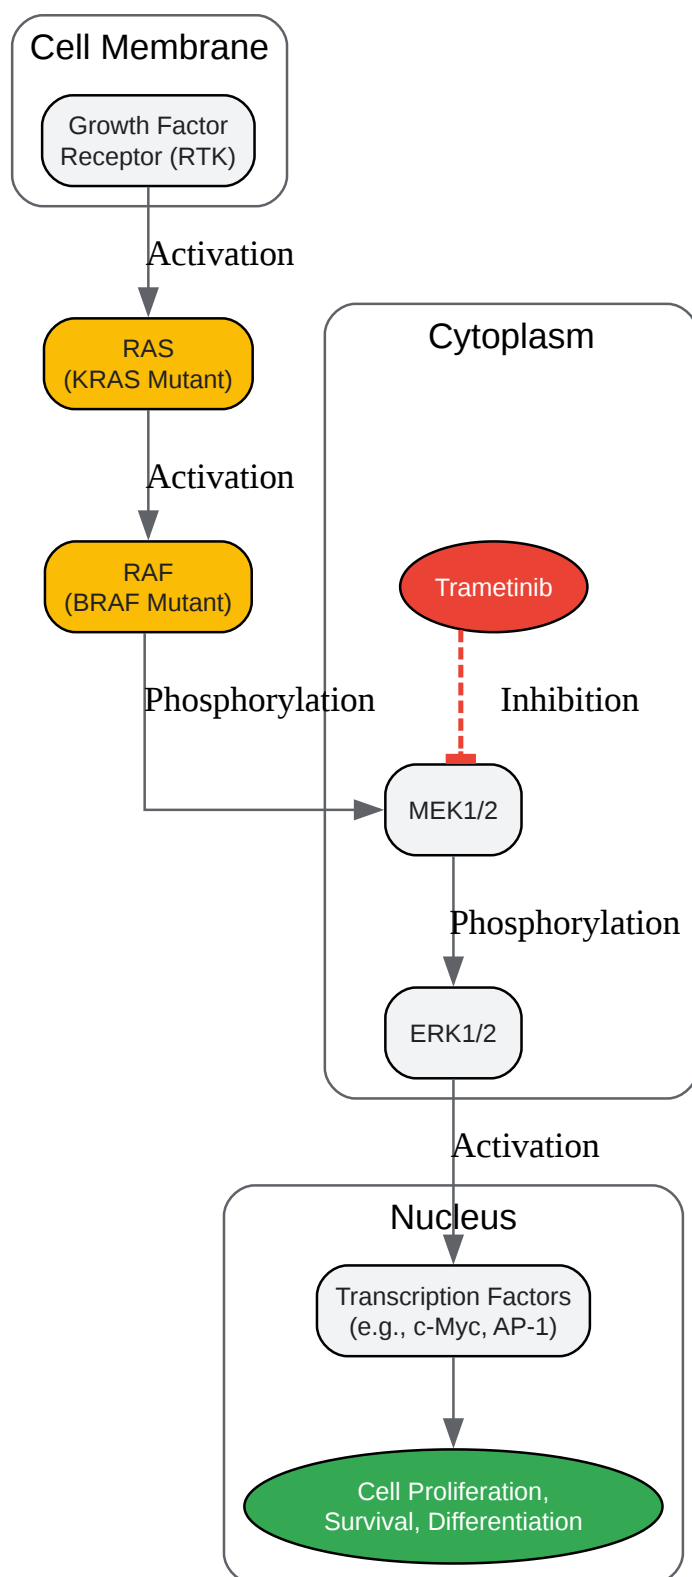 Cell Membrane
Growth Factor
Receptor (RTK)
Activation
RAS
(KRAS Mutant)
Cytoplasm
Activation
RAF
(BRAF Mutant)
Trametinib
Phosphorylation
Inhibition
MEK1/2
Phosphorylation
ERK1/2
Activation
Nucleus
Transcription Factors
(e.g., c-Myc, AP-1)
Cell Proliferation,
Survival, Differentiation